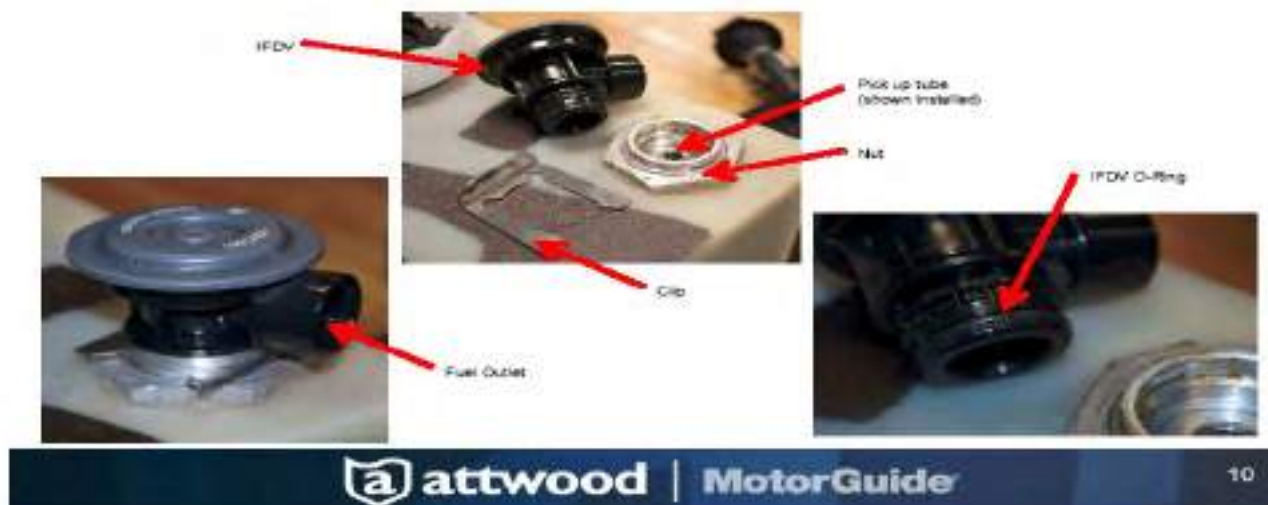 IFDV
Pick up tube
(shown installed)
Nut
IFDV O-Ring
Clip
Fuel Outlet
a attwood | MotorGuide
10